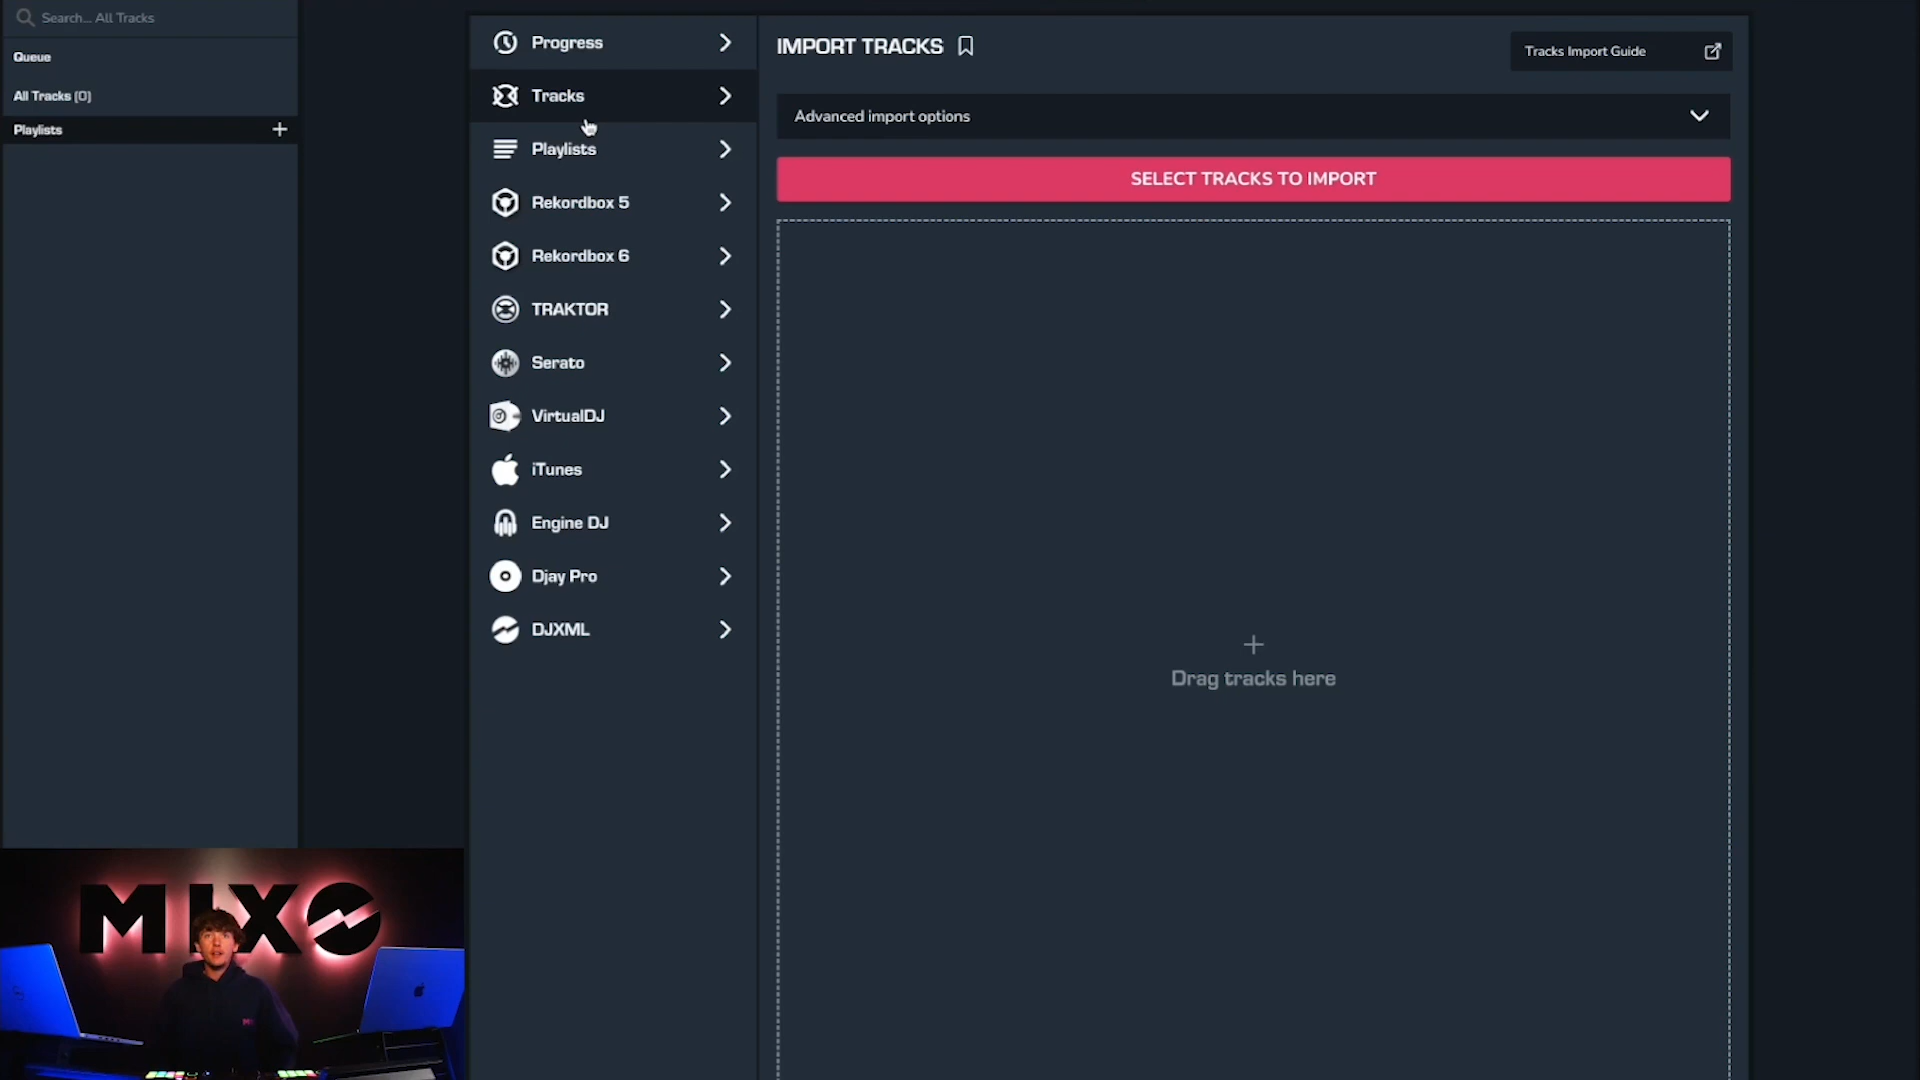 Search... All Tracks
Queue
All Tracks (0)
Playlists
Progress
Tracks
Playlists
Rekordbox 5
Rekordbox 6
TRAKTOR
Serato
VirtualDJ
iTunes
Engine DJ
Djay Pro
DJXML
IMPORT TRACKS
Tracks Import Guide
Advanced import options
SELECT TRACKS TO IMPORT
Drag tracks here
MIXO